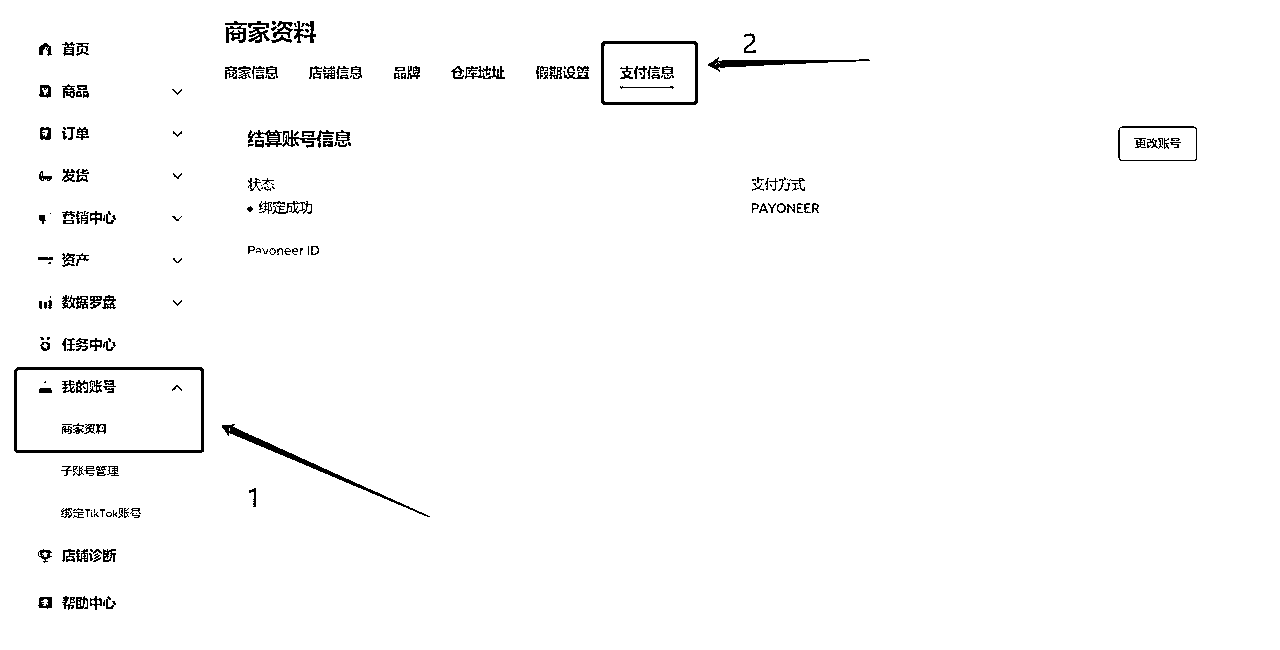 首页
商品
订单
发货
营销中心
资产
数据罗盘
任务中心
我的账号
商家资料
子账号管理
绑定TikTok账号
店铺诊断
帮助中心
1
商家资料
商家信息 店铺信息 品牌 仓库地址 假期设置 支付信息
2
结算账号信息
更改账号
状态
绑定成功
支付方式
PAYONEER
Payoneer ID